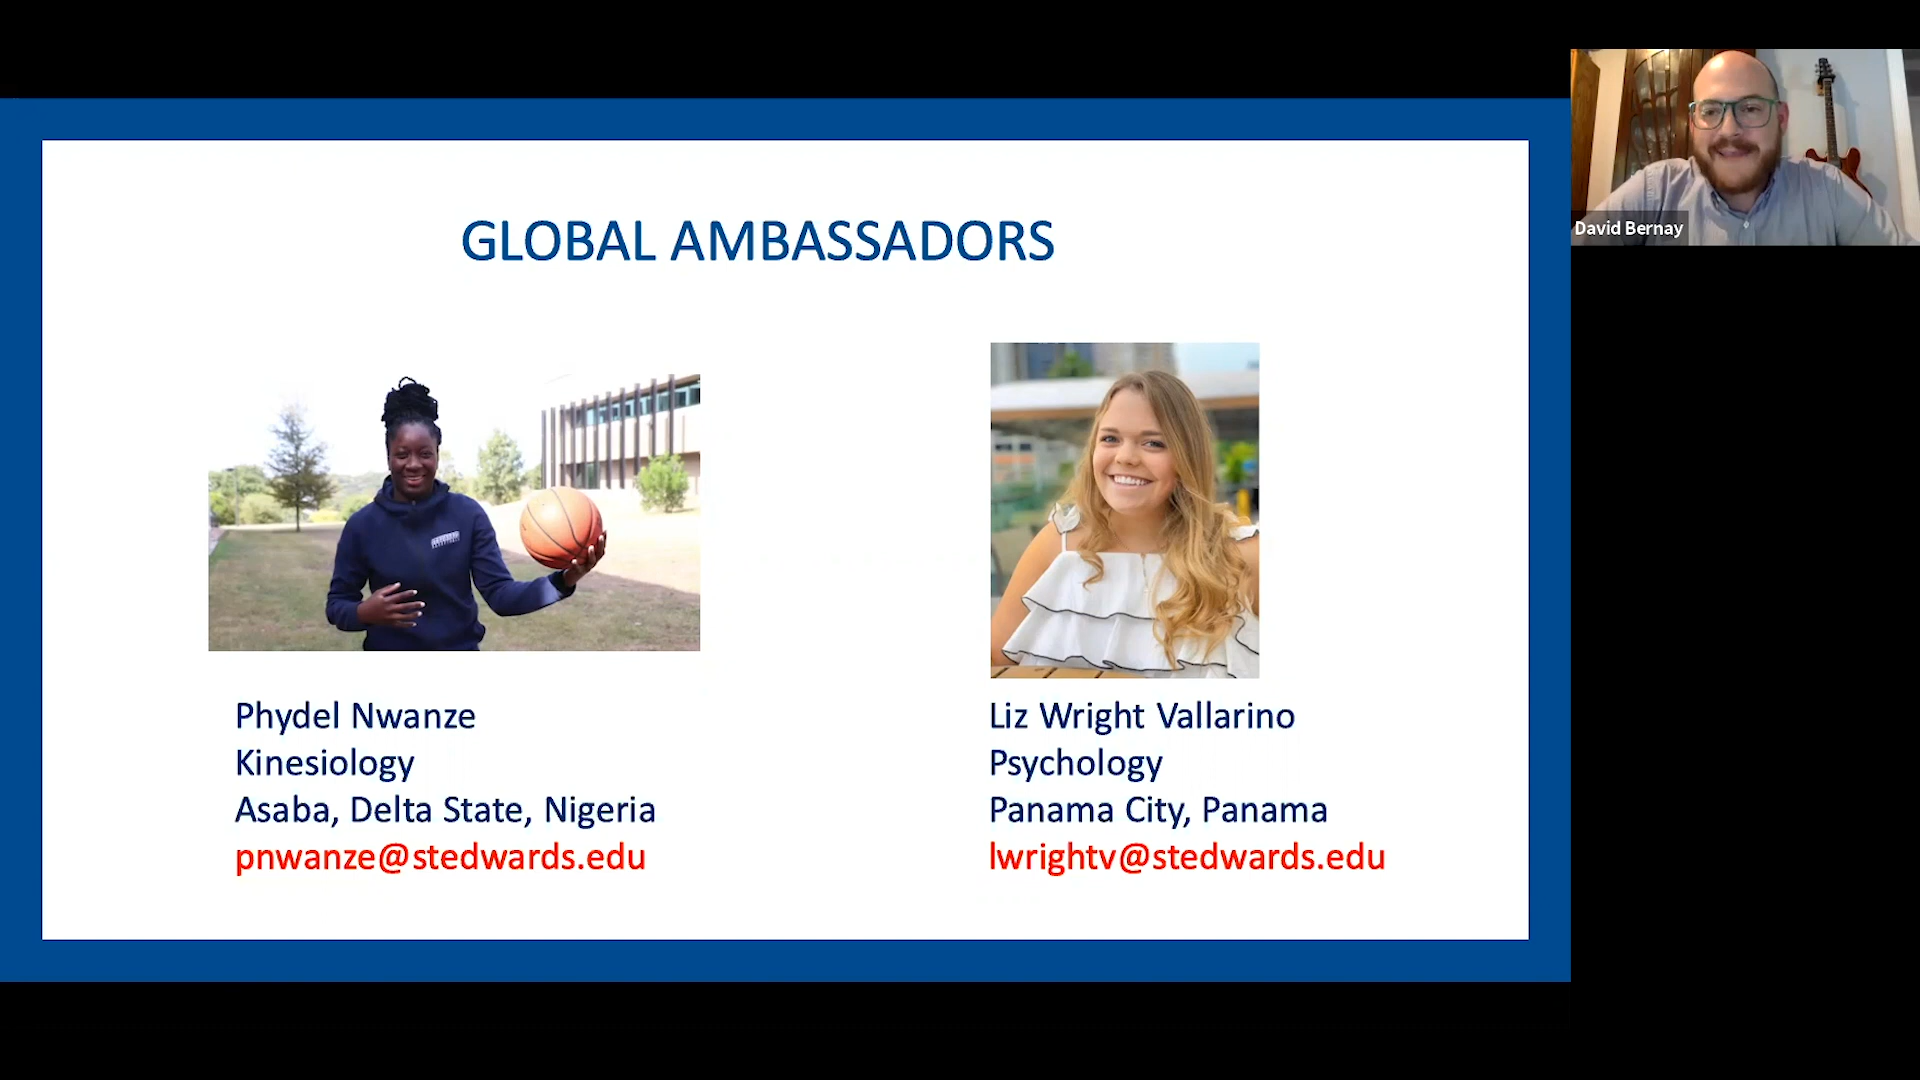 GLOBAL AMBASSADORS
David Bernay
Phydel Nwanze
Kinesiology
Asaba, Delta State, Nigeria
pnwanze@stedwards.edu
Liz Wright Vallarino
Psychology
Panama City, Panama
lwrightv@stedwards.edu